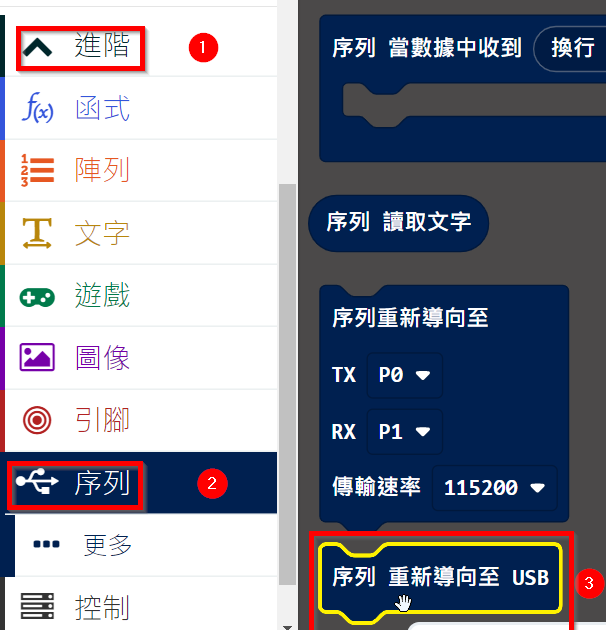 進階
1
函式
陣列
文字
遊戲
圖像
引腳
序列
2
更多
控制
序列 當數據中收到 換行
序列 讀取文字
序列重新導向至
TX P0
RX P1
傳輸速率 115200
序列 重新導向至 USB
3